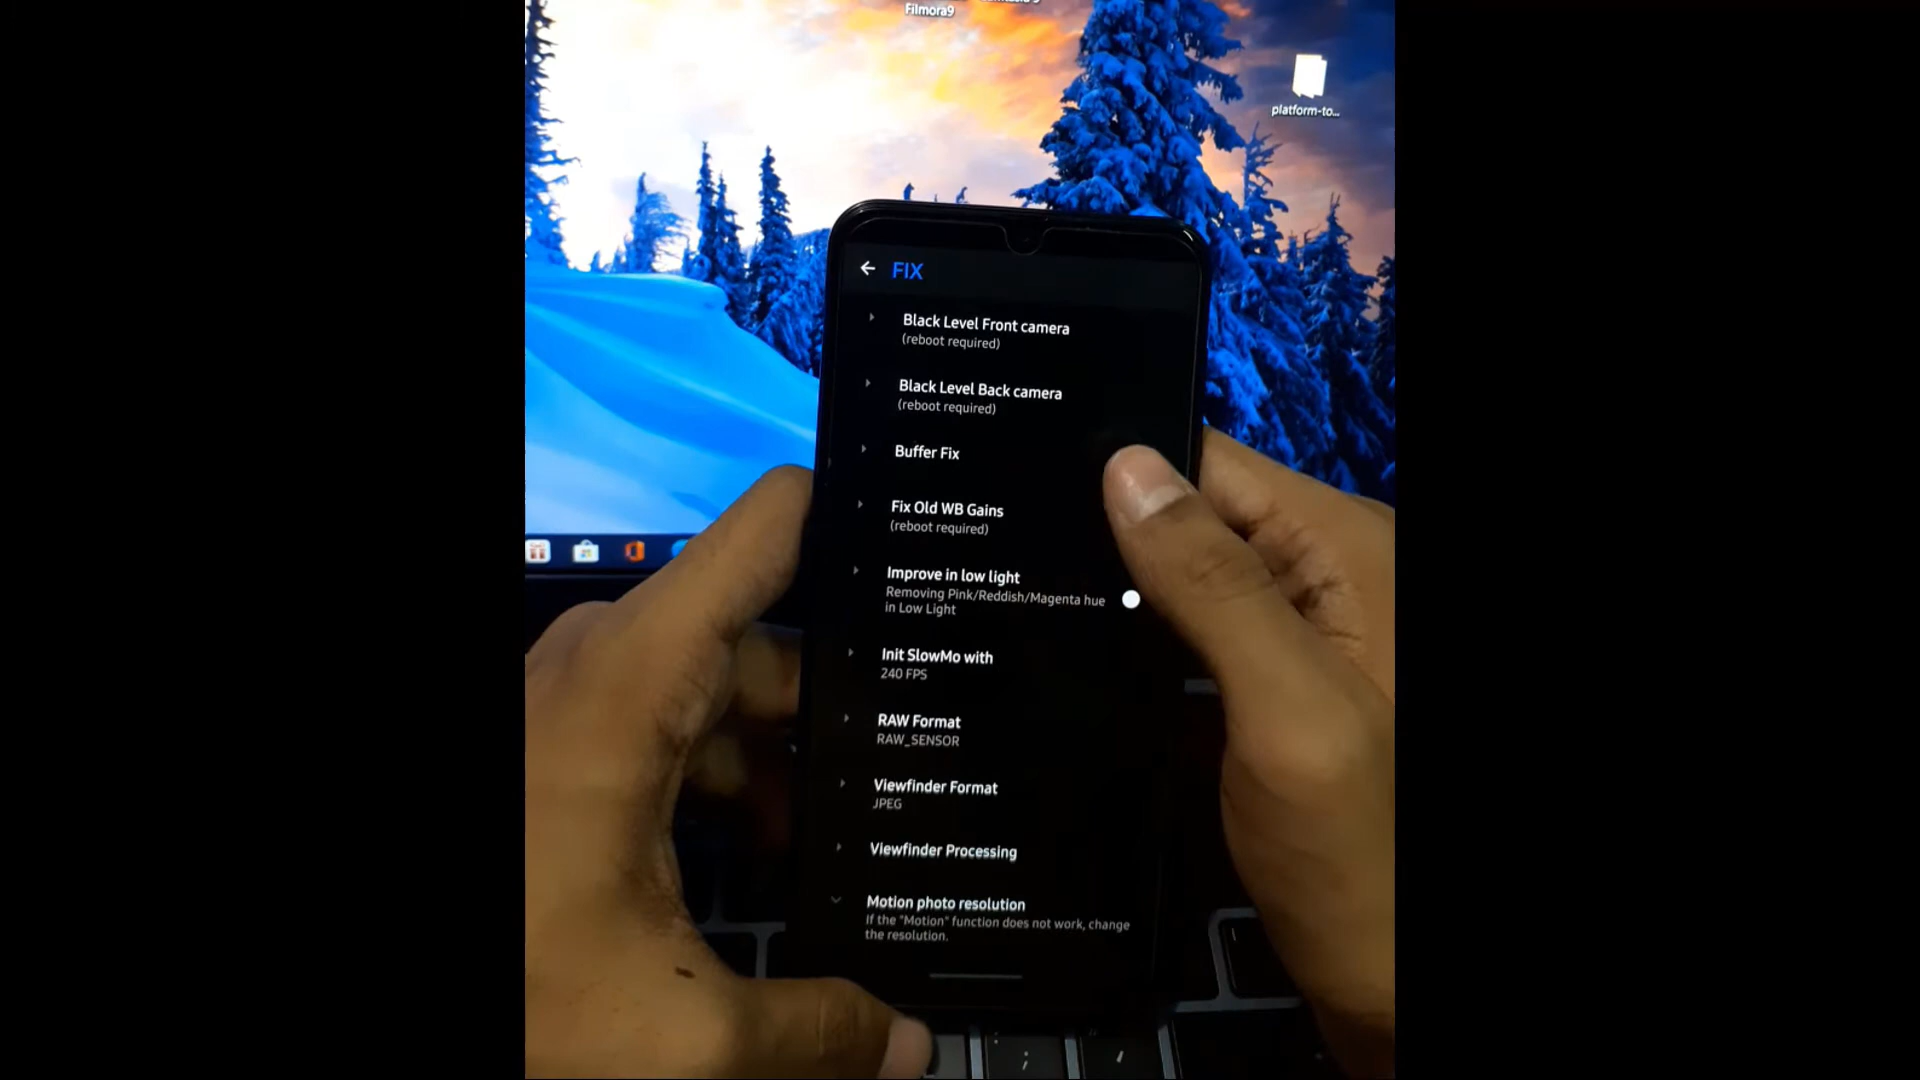 Filmora9
platform-to...
FIX
Black Level Front camera
(reboot required)
Black Level Back camera
(reboot required)
Buffer Fix
Fix Old WB Gains
(reboot required)
Improve in low light
Removing Pink/Reddish/Magenta hue
in Low Light
Init SlowMo with
240 FPS
RAW Format
RAW_SENSOR
Viewfinder Format
JPEG
Viewfinder Processing
Motion photo resolution
If the "Motion" function does not work, change
the resolution.
: ;
/